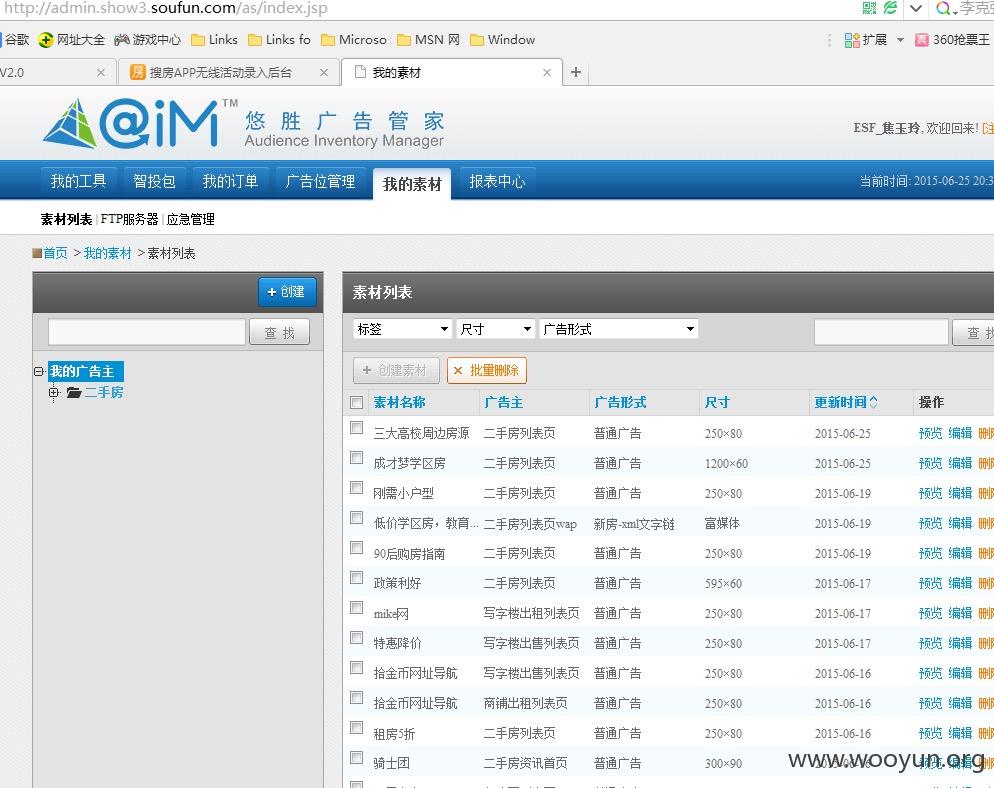 http://admin.show3.soufun.com/as/index.jsp
谷歌 网址大全 游戏中心 Links Links fo Microso MSN 网 Window 扩展 360抢票王
V2.0 搜房APP无线活动录入后台 我的素材
@iM TM 悠胜广告管家
Audience Inventory Manager
ESF_焦玉玲, 欢迎回来!
我的工具 智投包 我的订单 广告位管理 我的素材 报表中心 当前时间: 2015-06-25 20:3
素材列表 | FTP服务器 | 应急管理
首页 > 我的素材 > 素材列表
+ 创建 素材列表
查 找 标签 尺寸 广告形式 查 找
我的广告主 + 创建素材 × 批量删除
二手房
素材名称 广告主 广告形式 尺寸 更新时间 操作
三大高校周边房源 二手房列表页 普通广告 250×80 2015-06-25 预览 编辑 删
成才梦学区房 二手房列表页 普通广告 1200×60 2015-06-25 预览 编辑 删
刚需小户型 二手房列表页 普通广告 250×80 2015-06-19 预览 编辑 删
低价学区房，教育... 二手房列表页wap 新房-xml文字链 富媒体 2015-06-19 预览 编辑 删
90后购房指南 二手房列表页 普通广告 250×80 2015-06-19 预览 编辑 删
政策利好 二手房列表页 普通广告 595×60 2015-06-17 预览 编辑 删
mike网 写字楼出租列表页 普通广告 250×80 2015-06-17 预览 编辑 删
特惠降价 写字楼出售列表页 普通广告 250×80 2015-06-17 预览 编辑 删
拾金币网址导航 写字楼出售列表页 普通广告 250×80 2015-06-16 预览 编辑 删
拾金币网址导航 商铺出租列表页 普通广告 250×80 2015-06-16 预览 编辑 删
租房5折 二手房列表页 普通广告 250×80 2015-06-16 预览 编辑 删
骑士团 二手房资讯首页 普通广告 300×90 2015-06-16 预览 编辑 删
www.wooyun.org